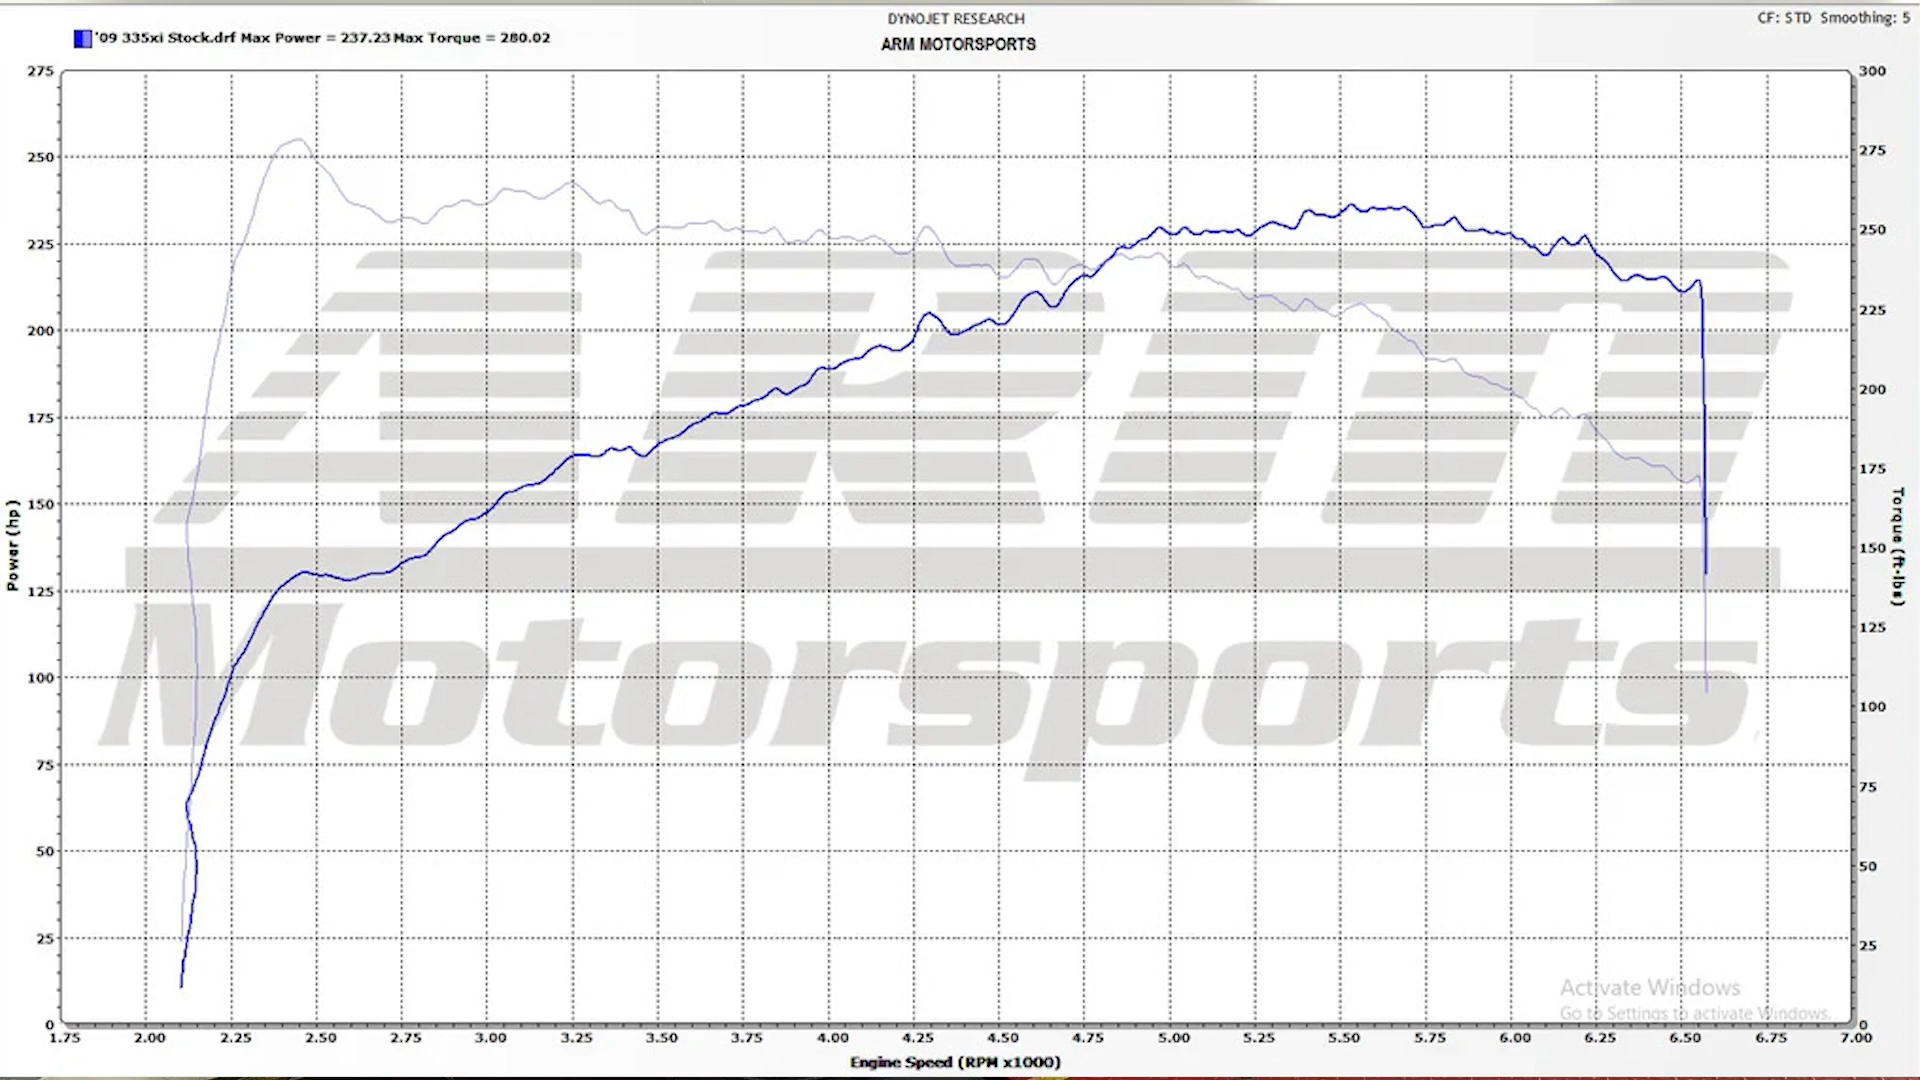 DYNOJET RESEARCH
CF: STD Smoothing: 5
'09 335xi Stock.drf Max Power = 237.23 Max Torque = 280.02
ARM MOTORSPORTS
275
250
225
200
175
150
125
100
75
50
25
0
Power (hp)
ARM
Motorsports
300
275
250
225
200
175
150
125
100
75
50
25
0
Torque (ft-lbs)
Activate Windows
Go to Settings to activate Windows.
1.75 2.00 2.25 2.50 2.75 3.00 3.25 3.50 3.75 4.00 4.25 4.50 4.75 5.00 5.25 5.50 5.75 6.00 6.25 6.50 6.75 7.00
Engine Speed (RPM x1000)